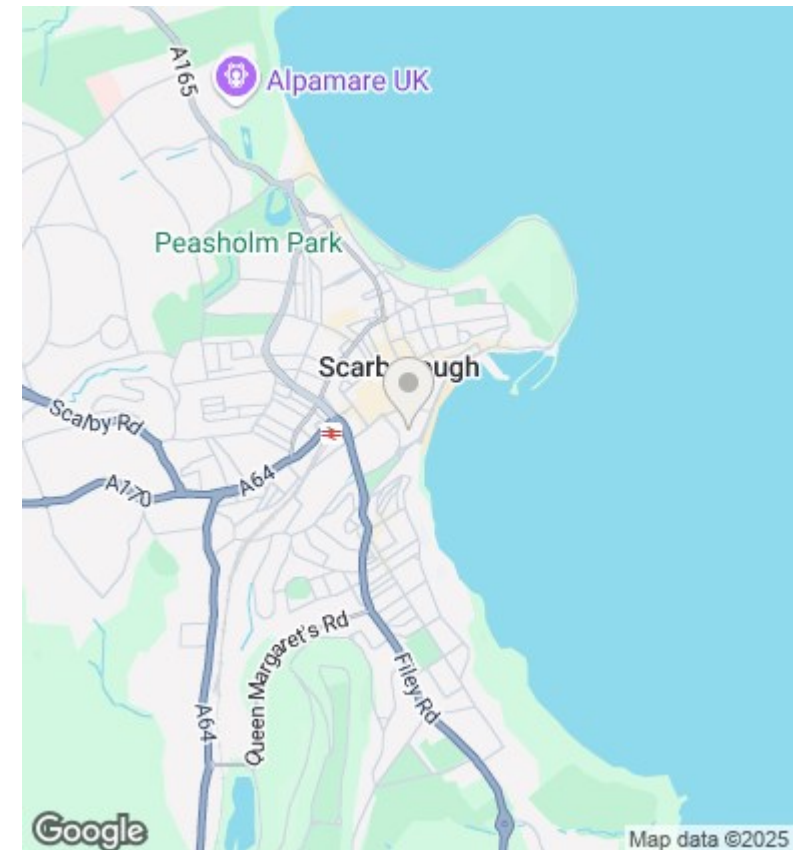 A165
Alpamare UK
Peasholm Park
Scarborough
Scalby Rd
A64
A170
Queen Margaret's Rd
A64
Filey Rd
Google
Map data ©2025